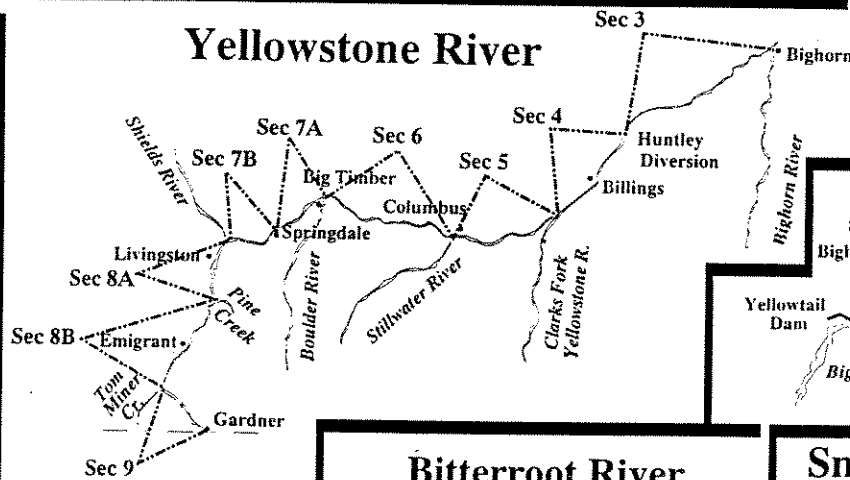 Sec 3
Yellowstone River
Bighorn
Sec 7A
Sec 6
Sec 4
Shields River
Sec 7B
Sec 5
Huntley
Diversion
Big Timber
Billings
Columbus
Bighorn River
Springdale
Livingston
Sec 8A
Pine
Creek
Boulder River
Stillwater River
Clarks Fork
Yellowstone R.
Yellowtail
Dam
Sec 8B
Emigrant
Tom
Miner
Cr.
Gardner
Sec 9
Bitterroot River